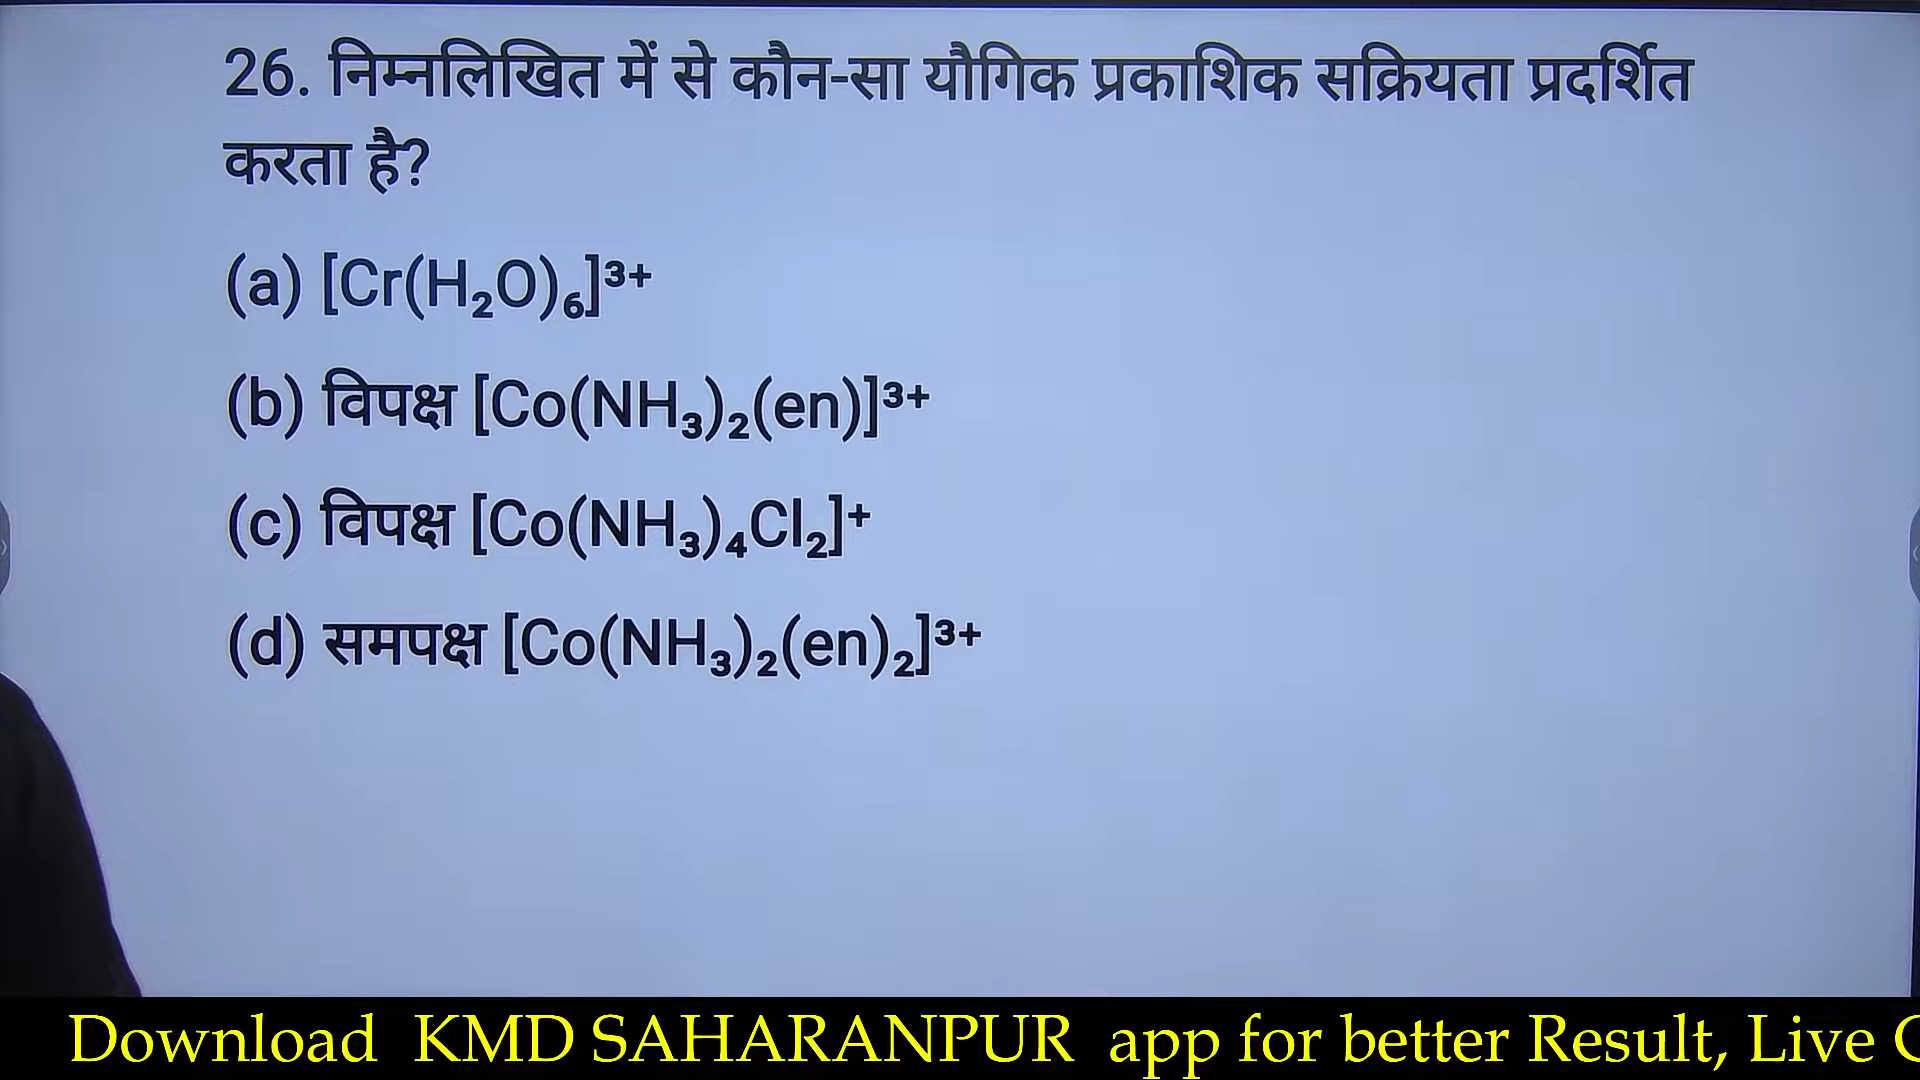 26. निम्नलिखित में से कौन-सा यौगिक प्रकाशिक सक्रियता प्रदर्शित
करता है?
(a) [Cr(H₂O)₆]³⁺
(b) विपक्ष [Co(NH₃)₂(en)]³⁺
(c) विपक्ष [Co(NH₃)₄Cl₂]⁺
(d) समपक्ष [Co(NH₃)₂(en)₂]³⁺
Download KMD SAHARANPUR app for better Result, Live